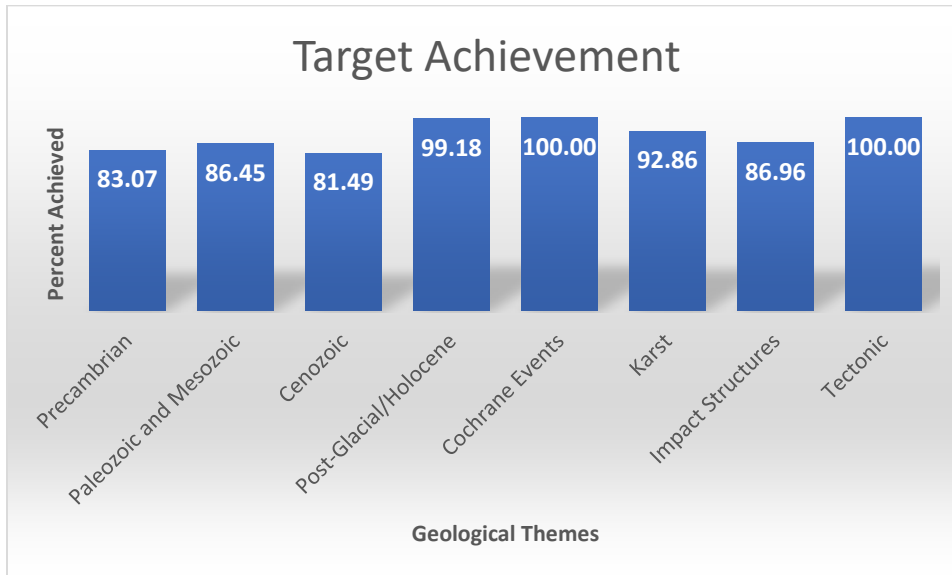 Target Achievement
Percent Achieved
83.07
86.45
81.49
99.18
100.00
92.86
86.96
100.00
Precambrian
Paleozoic and Mesozoic
Cenozoic
Post-Glacial/Holocene
Cochrane Events
Karst
Impact Structures
Tectonic
Geological Themes